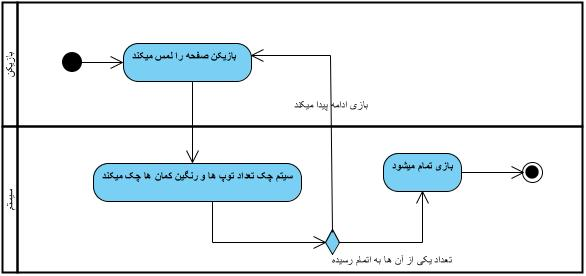 بازیکن
بازیکن صفحه را لمس میکند
بازی ادامه پیدا میکند
سیستم
سیتم چک تعداد توپ ها و رنگین کمان ها چک میکند
بازی تمام میشود
تعداد یکی از آن ها به اتمام رسیده